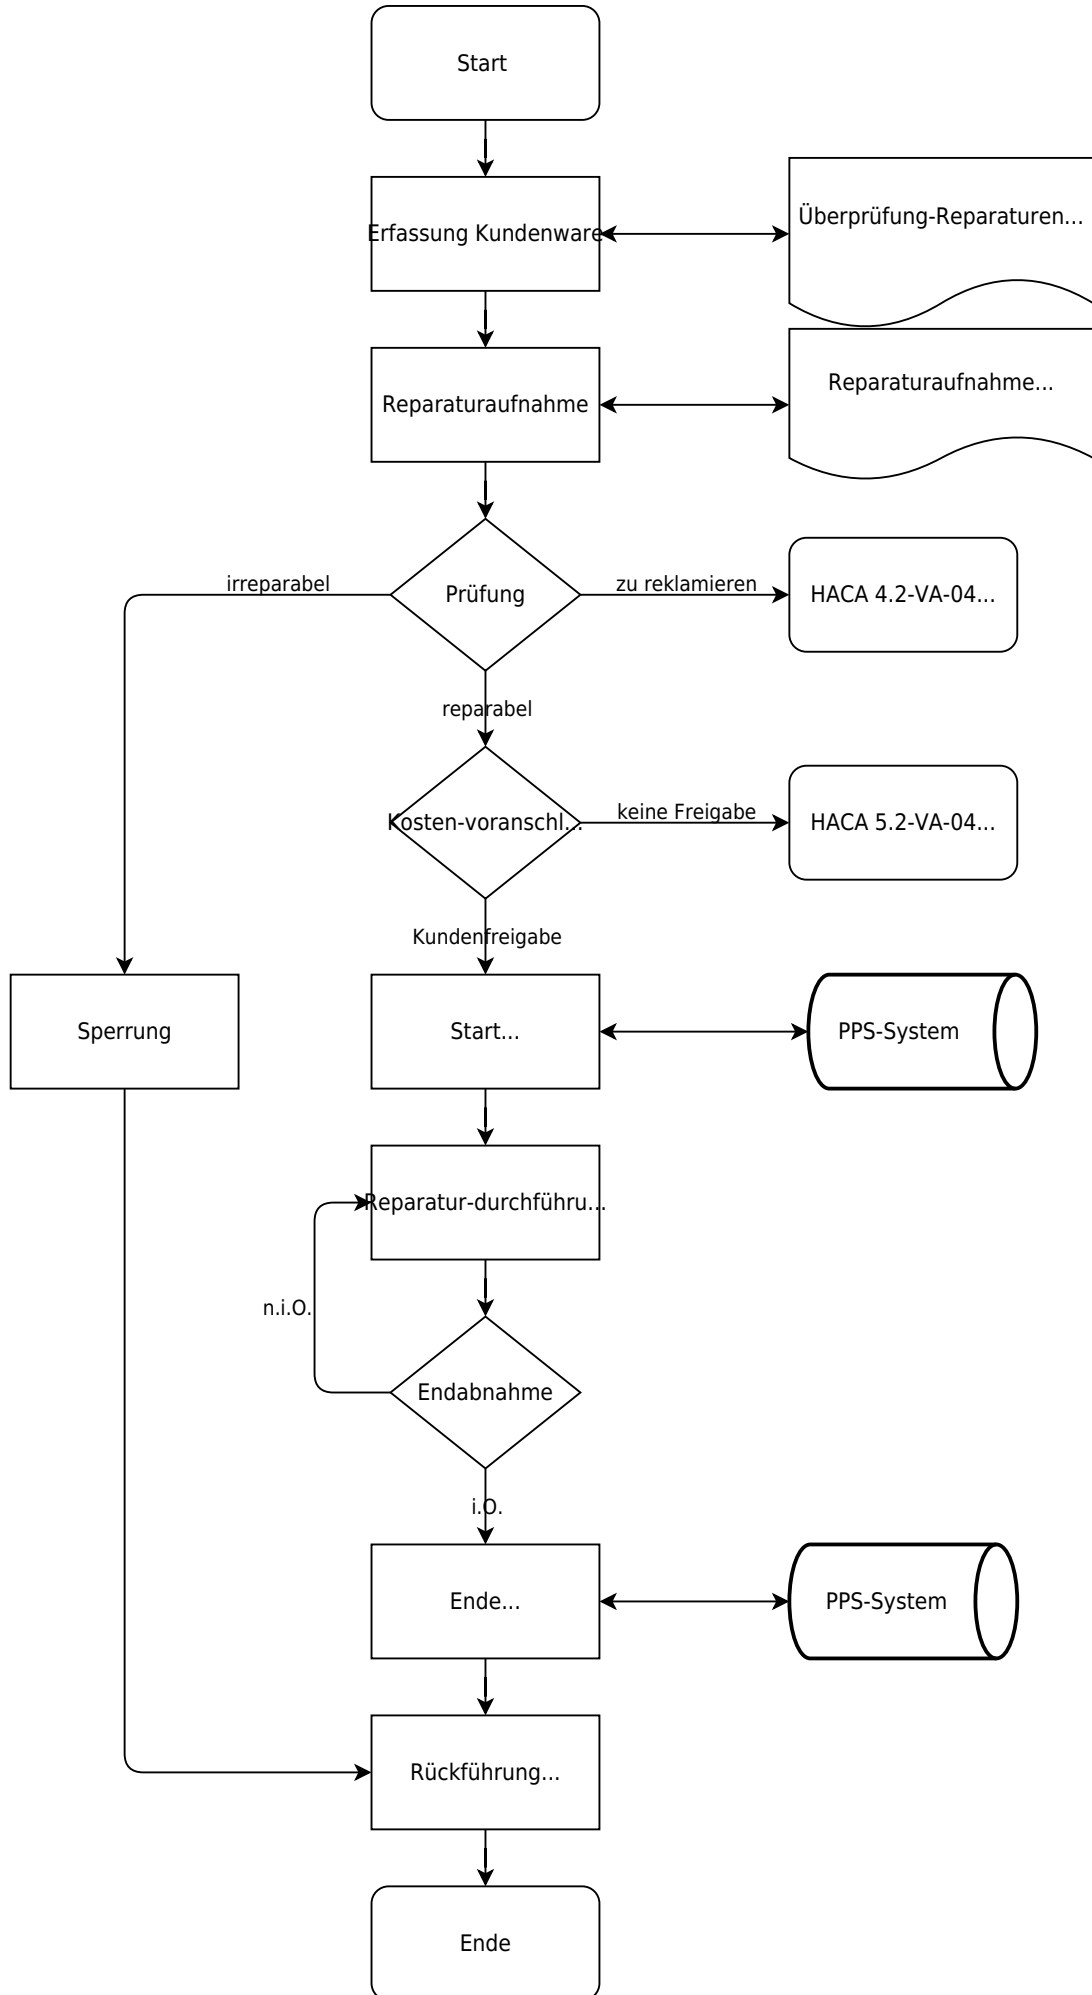 Start
Erfassung Kundenware
Überprüfung-Reparaturen...
Reparaturaufnahme
Reparaturaufnahme...
irreparabel
Prüfung
zu reklamieren
HACA 4.2-VA-04...
reparabel
Kosten-voranschl...
keine Freigabe
HACA 5.2-VA-04...
Kundenfreigabe
Sperrung
Start...
PPS-System
Reparatur-durchführu...
n.i.O.
Endabnahme
i.O.
Ende...
PPS-System
Rückführung...
Ende